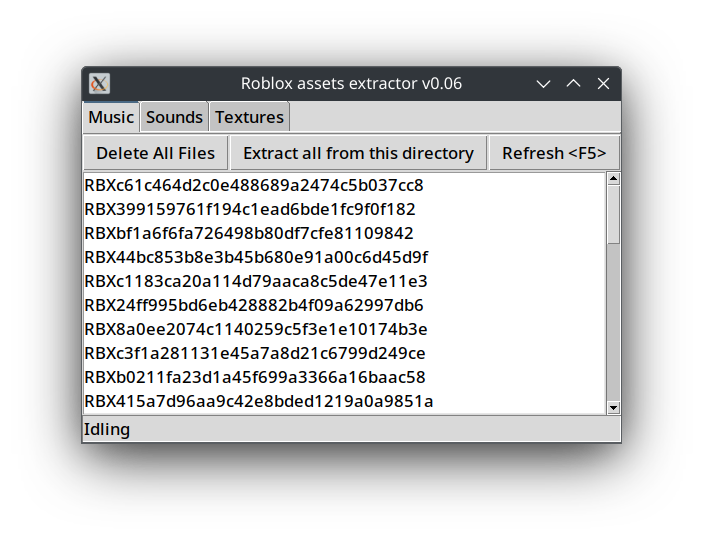 Roblox assets extractor v0.06
Music Sounds Textures
Delete All Files Extract all from this directory Refresh <F5>
RBXc61c464d2c0e488689a2474c5b037cc8
RBX399159761f194c1ead6bde1fc9f0f182
RBXbf1a6f6fa726498b80df7cfe81109842
RBX44bc853b8e3b45b680e91a00c6d45d9f
RBXc1183ca20a114d79aaca8c5de47e11e3
RBX24ff995bd6eb428882b4f09a62997db6
RBX8a0ee2074c1140259c5f3e1e10174b3e
RBXc3f1a281131e45a7a8d21c6799d249ce
RBXb0211fa23d1a45f699a3366a16baac58
RBX415a7d96aa9c42e8bded1219a0a9851a
Idling